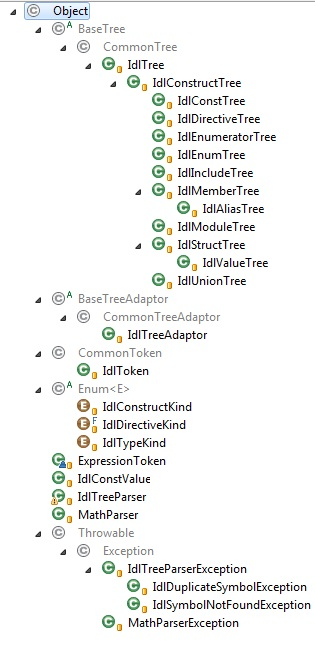 Object
BaseTree
CommonTree
IdlTree
IdlConstructTree
IdlConstTree
IdlDirectiveTree
IdlEnumeratorTree
IdlEnumTree
IdlIncludeTree
IdlMemberTree
IdlAliasTree
IdlModuleTree
IdlStructTree
IdlValueTree
IdlUnionTree
BaseTreeAdaptor
CommonTreeAdaptor
IdlTreeAdaptor
CommonToken
IdlToken
Enum<E>
IdlConstructKind
IdlDirectiveKind
IdlTypeKind
ExpressionToken
IdlConstValue
IdlTreeParser
MathParser
Throwable
Exception
IdlTreeParserException
IdlDuplicateSymbolException
IdlSymbolNotFoundException
MathParserException